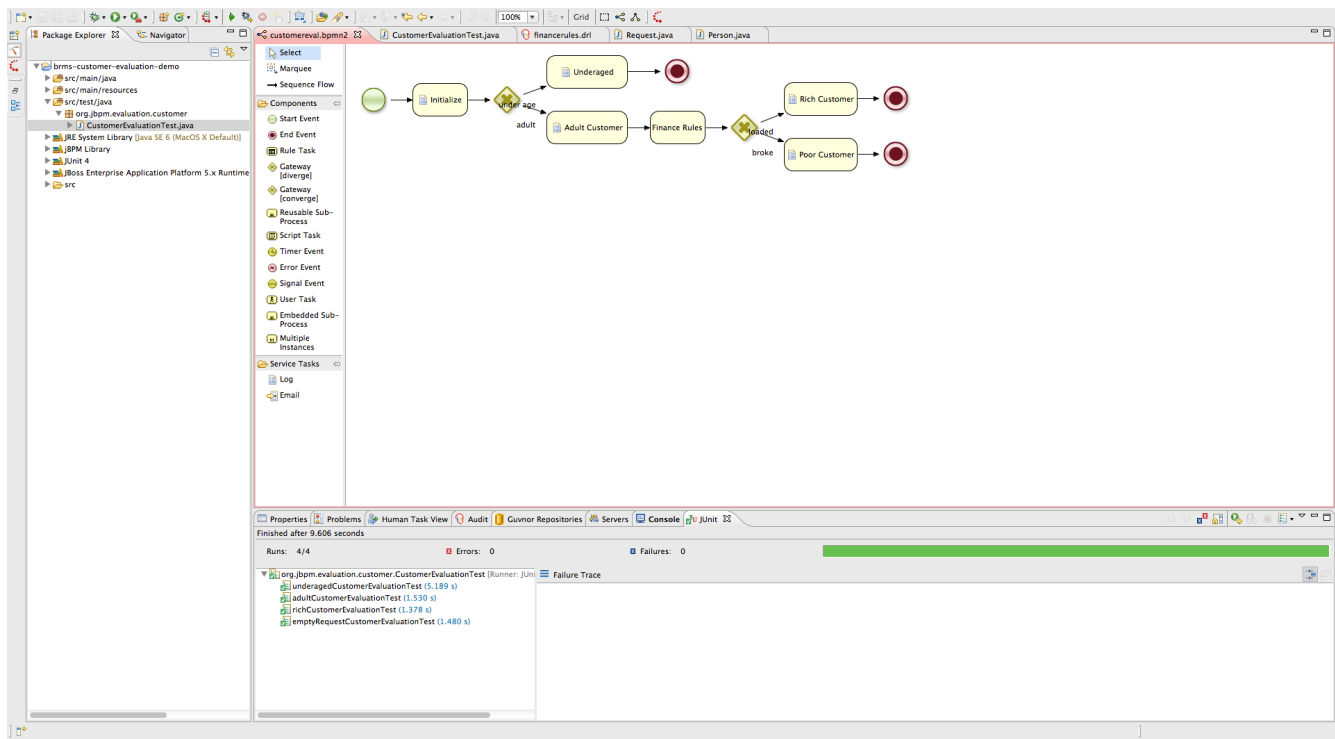 100%
Grid
Package Explorer
Navigator
customereval.bpmn2
CustomerEvaluationTest.java
financerules.drl
Request.java
Person.java
brms-customer-evaluation-demo
src/main/java
src/main/resources
src/test/java
org.jbpm.evaluation.customer
CustomerEvaluationTest.java
JRE System Library [Java SE 6 (MacOS X Default)]
jBPM Library
JUnit 4
JBoss Enterprise Application Platform 5.x Runtime
src
Select
Marquee
Sequence Flow
Components
Start Event
End Event
Rule Task
Gateway
[diverge]
Gateway
[converge]
Reusable Sub-
Process
Script Task
Timer Event
Error Event
Signal Event
User Task
Embedded Sub-
Process
Multiple
Instances
Service Tasks
Log
Email
Initialize
under age
adult
Underaged
Adult Customer
Finance Rules
loaded
broke
Rich Customer
Poor Customer
Properties
Problems
Human Task View
Audit
Guvnor Repositories
Servers
Console
JUnit
Finished after 9.606 seconds
Runs: 4/4
Errors: 0
Failures: 0
org.jbpm.evaluation.customer.CustomerEvaluationTest [Runner: JUni
underagedCustomerEvaluationTest (5.189 s)
adultCustomerEvaluationTest (1.530 s)
richCustomerEvaluationTest (1.378 s)
emptyRequestCustomerEvaluationTest (1.480 s)
Failure Trace